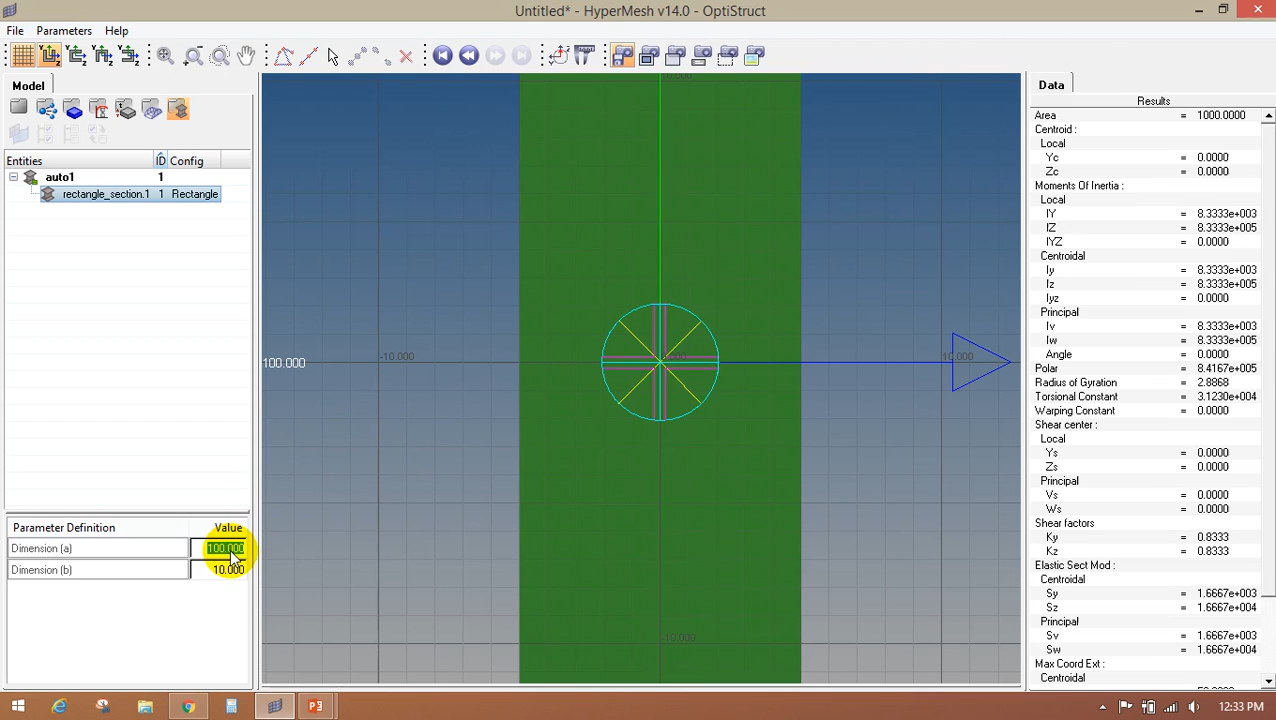 Untitled* - HyperMesh v14.0 - OptiStruct
File Parameters Help
Model
Entities ID Config
auto1 1
rectangle_section.1 1 Rectangle
Parameter Definition Value
Dimension (a) 100.000
Dimension (b) 10.000
10.000
100.000
-10.000
10.000
-10.000
Data
Results
Area = 1000.0000
Centroid :
Local
Yc = 0.0000
Zc = 0.0000
Moments Of Inertia :
Local
IY = 8.3333e+003
IZ = 8.3333e+005
IYZ = 0.0000
Centroidal
Iy = 8.3333e+003
Iz = 8.3333e+005
Iyz = 0.0000
Principal
Iv = 8.3333e+003
Iw = 8.3333e+005
Angle = 0.0000
Polar = 8.4167e+005
Radius of Gyration = 2.8868
Torsional Constant = 3.1230e+004
Warping Constant = 0.0000
Shear center :
Local
Ys = 0.0000
Zs = 0.0000
Principal
Vs = 0.0000
Ws = 0.0000
Shear factors
Ky = 0.8333
Kz = 0.8333
Elastic Sect Mod :
Centroidal
Sy = 1.6667e+003
Sz = 1.6667e+004
Principal
Sv = 1.6667e+003
Sw = 1.6667e+004
Max Coord Ext :
Centroidal
12:33 PM